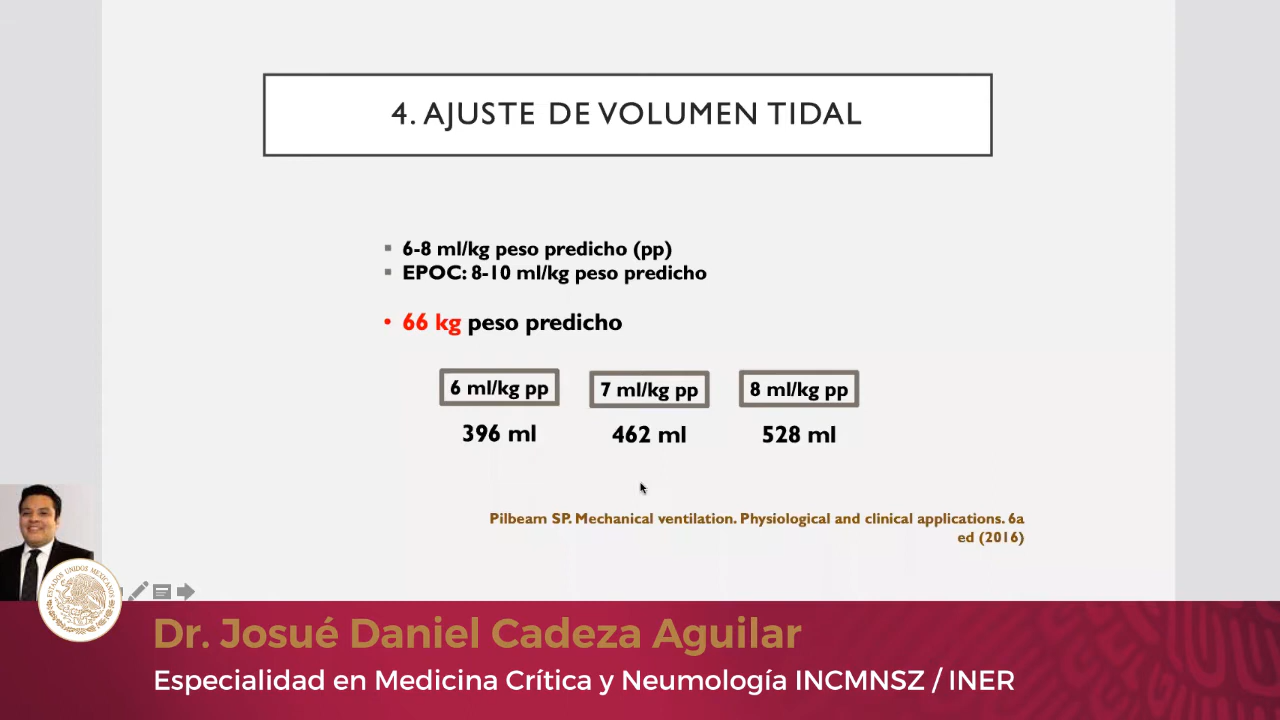 4. AJUSTE DE VOLUMEN TIDAL
6-8 ml/kg peso predicho (pp)
EPOC: 8-10 ml/kg peso predicho
66 kg peso predicho
6 ml/kg pp 7 ml/kg pp 8 ml/kg pp
396 ml 462 ml 528 ml
Pilbeam SP. Mechanical ventilation. Physiological and clinical applications. 6a
ed (2016)
ESTADOS UNIDOS MEXICANOS
Dr. Josué Daniel Cadeza Aguilar
Especialidad en Medicina Crítica y Neumología INCMNSZ / INER